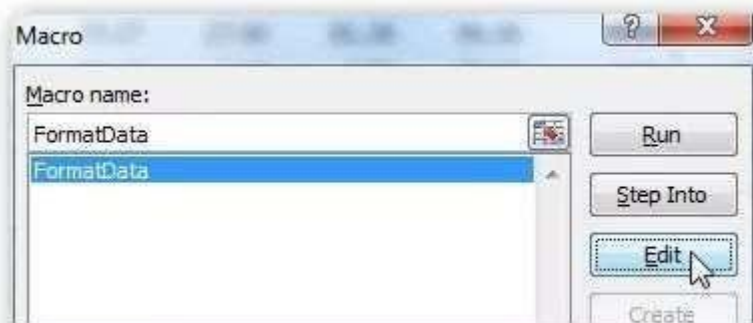 Macro
Macro name:
FormatData
Run
FormatData
Step Into
Edit
Create